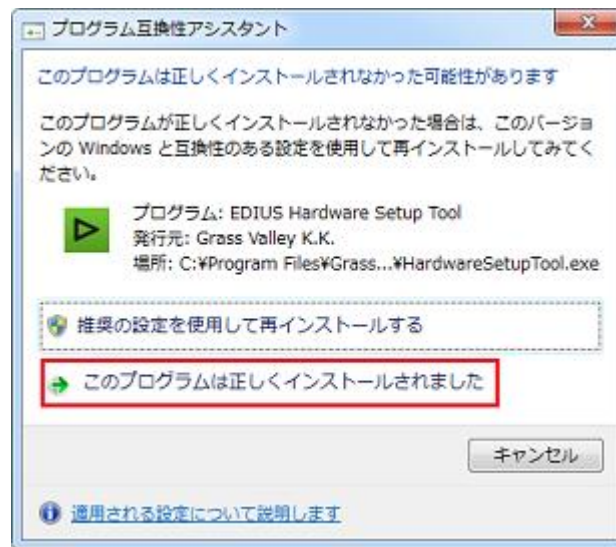 プログラム互換性アシスタント
このプログラムは正しくインストールされなかった可能性があります
このプログラムが正しくインストールされなかった場合は、このバージョ
ンの Windows と互換性のある設定を使用して再インストールしてみてく
ださい。
プログラム: EDIUS Hardware Setup Tool
発行元: Grass Valley K.K.
場所: C:¥Program Files¥Grass...¥HardwareSetupTool.exe
推奨の設定を使用して再インストールする
このプログラムは正しくインストールされました
キャンセル
適用される設定について説明します